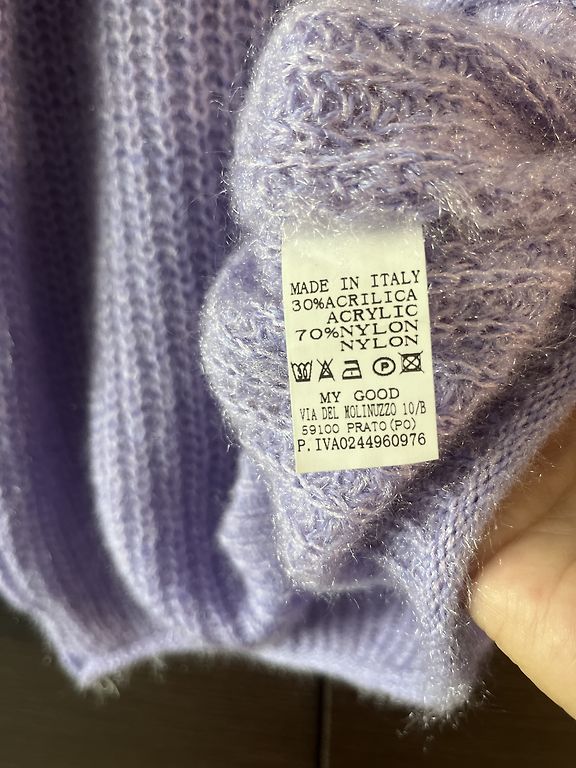 MADE IN ITALY
30%ACRILICA
ACRYLIC
70%NYLON
NYLON
MY GOOD
VIA DEL MOLINUZZO 10/B
59100 PRATO(PO)
P.IVA0244960976